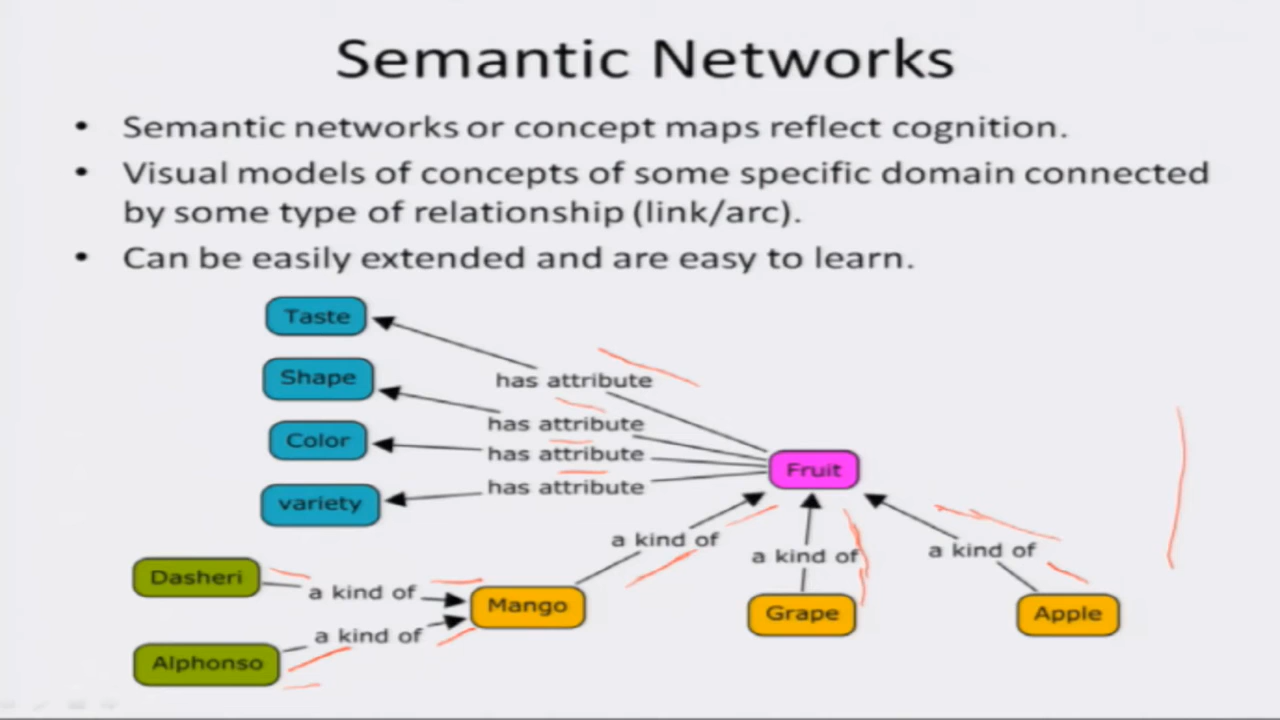 Semantic Networks
• Semantic networks or concept maps reflect cognition.
• Visual models of concepts of some specific domain connected
by some type of relationship (link/arc).
• Can be easily extended and are easy to learn.
Taste
has attribute
Shape
has attribute
Color
has attribute
variety
has attribute
Fruit
a kind of
a kind of
a kind of
Dasheri
a kind of
Mango
Grape
Apple
a kind of
Alphonso